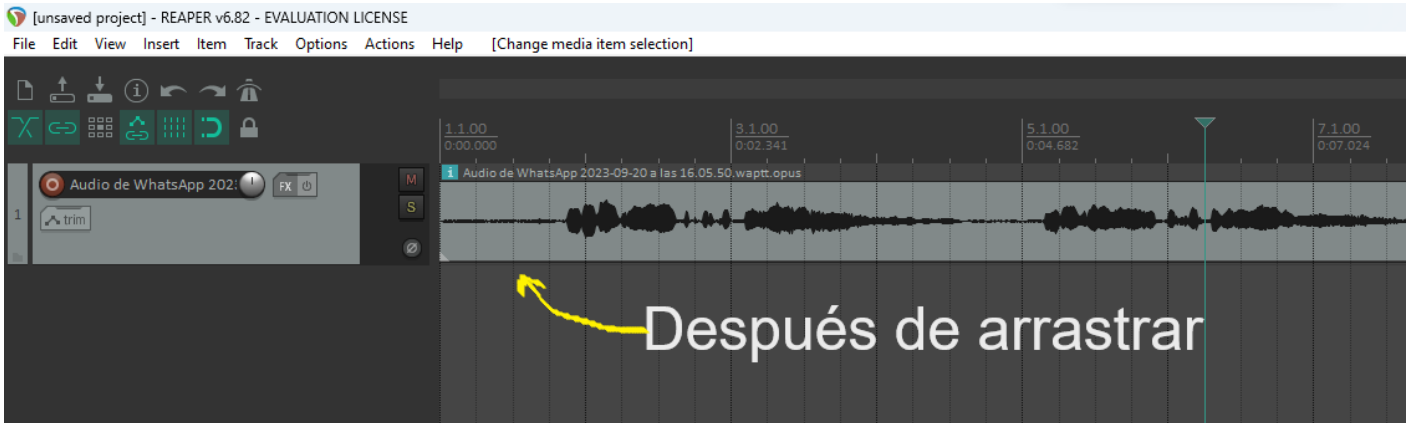 [unsaved project] - REAPER v6.82 - EVALUATION LICENSE
File Edit View Insert Item Track Options Actions Help [Change media item selection]
1.1.00 3.1.00 5.1.00 7.1.00
0:00.000 0:02.341 0:04.682 0:07.024
i Audio de WhatsApp 2023-09-20 a las 16.05.50.waptt.opus
Audio de WhatsApp 202: FX M
1 trim S
Después de arrastrar